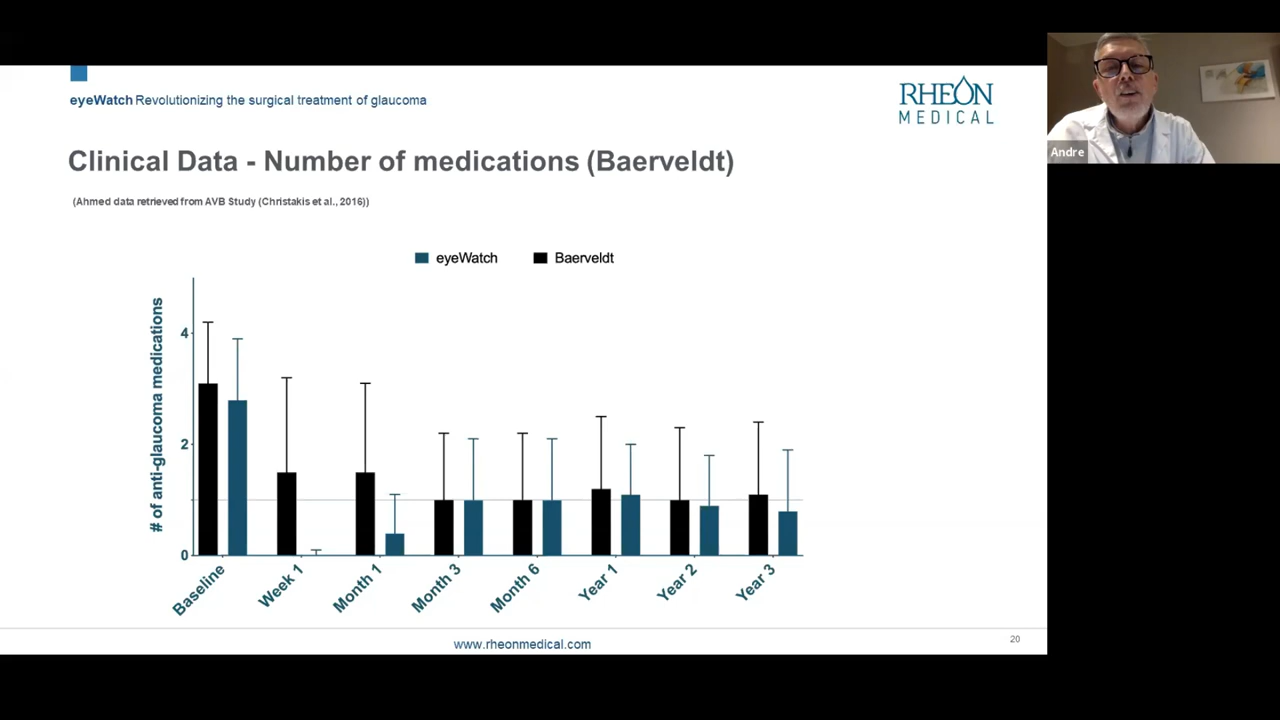 eyeWatch Revolutionizing the surgical treatment of glaucoma
RHEON
MEDICAL
Andre
Clinical Data - Number of medications (Baerveldt)
(Ahmed data retrieved from AVB Study (Christakis et al., 2016))
eyeWatch Baerveldt
# of anti-glaucoma medications
4
2
0
Baseline
Week 1
Month 1
Month 3
Month 6
Year 1
Year 2
Year 3
www.rheonmedical.com
20